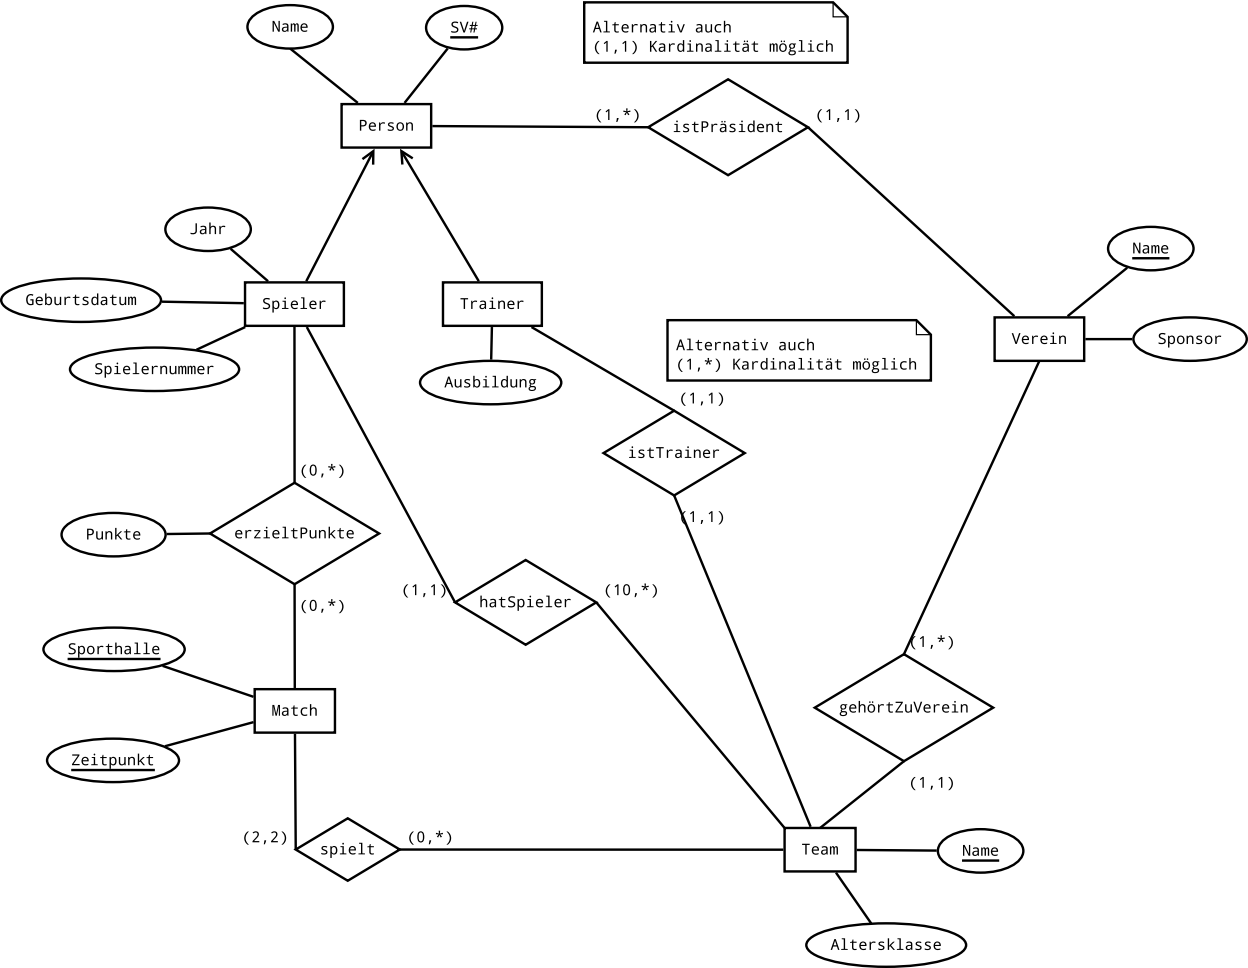 Name
SV#
Alternativ auch
(1,1) Kardinalität möglich
Person
(1,*)
istPräsident
(1,1)
Jahr
Name
Geburtsdatum
Spieler
Trainer
Verein
Sponsor
Alternativ auch
(1,*) Kardinalität möglich
Spielernummer
Ausbildung
(1,1)
istTrainer
(0,*)
(1,1)
Punkte
erzieltPunkte
(1,1)
hatSpieler
(10,*)
(0,*)
Sporthalle
(1,*)
Match
gehörtZuVerein
Zeitpunkt
(1,1)
(2,2)
spielt
(0,*)
Team
Name
Altersklasse